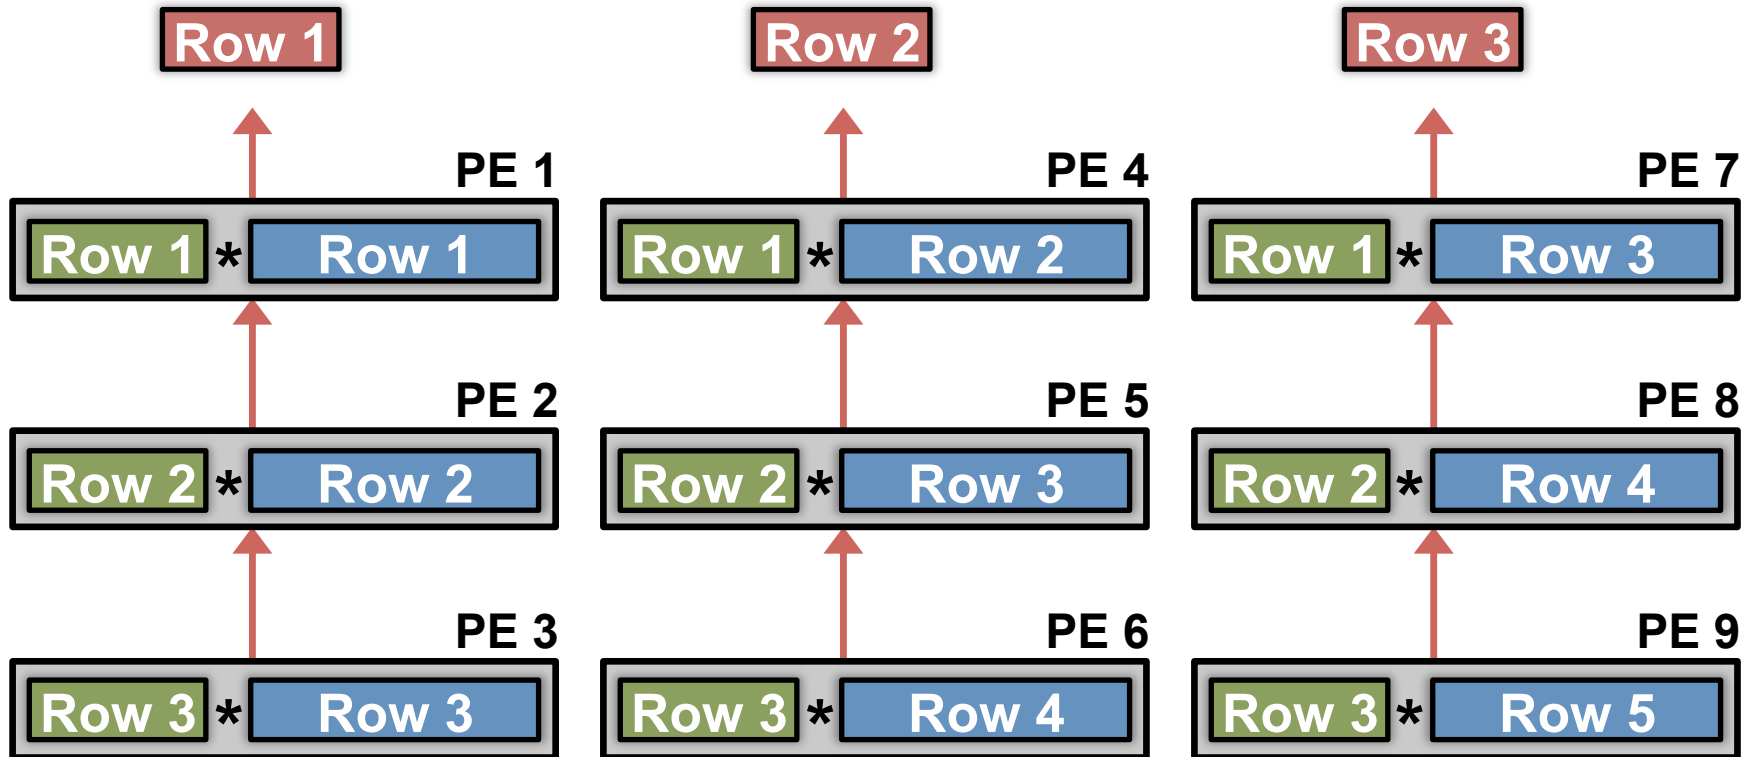 Row 1 Row 2 Row 3
PE 1 PE 4 PE 7
Row 1 * Row 1 Row 1 * Row 2 Row 1 * Row 3
PE 2 PE 5 PE 8
Row 2 * Row 2 Row 2 * Row 3 Row 2 * Row 4
PE 3 PE 6 PE 9
Row 3 * Row 3 Row 3 * Row 4 Row 3 * Row 5